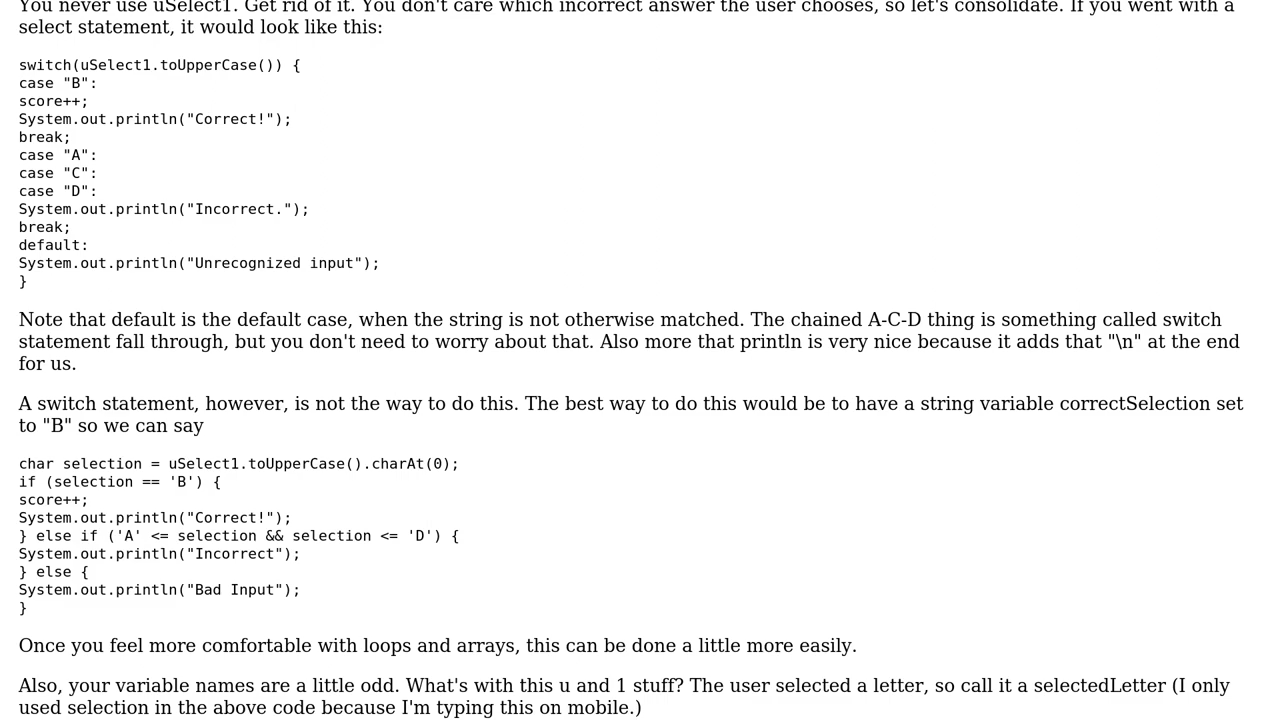 You never use uSelect1. Get rid of it. You don't care which incorrect answer the user chooses, so let's consolidate. If you went with a
select statement, it would look like this:
switch(uSelect1.toUpperCase()) {
case "B":
score++;
System.out.println("Correct!");
break;
case "A":
case "C":
case "D":
System.out.println("Incorrect.");
break;
default:
System.out.println("Unrecognized input");
}
Note that default is the default case, when the string is not otherwise matched. The chained A-C-D thing is something called switch
statement fall through, but you don't need to worry about that. Also more that println is very nice because it adds that "\n" at the end
for us.
A switch statement, however, is not the way to do this. The best way to do this would be to have a string variable correctSelection set
to "B" so we can say
char selection = uSelect1.toUpperCase().charAt(0);
if (selection == 'B') {
score++;
System.out.println("Correct!");
} else if ('A' <= selection && selection <= 'D') {
System.out.println("Incorrect");
} else {
System.out.println("Bad Input");
}
Once you feel more comfortable with loops and arrays, this can be done a little more easily.
Also, your variable names are a little odd. What's with this u and 1 stuff? The user selected a letter, so call it a selectedLetter (I only
used selection in the above code because I'm typing this on mobile.)